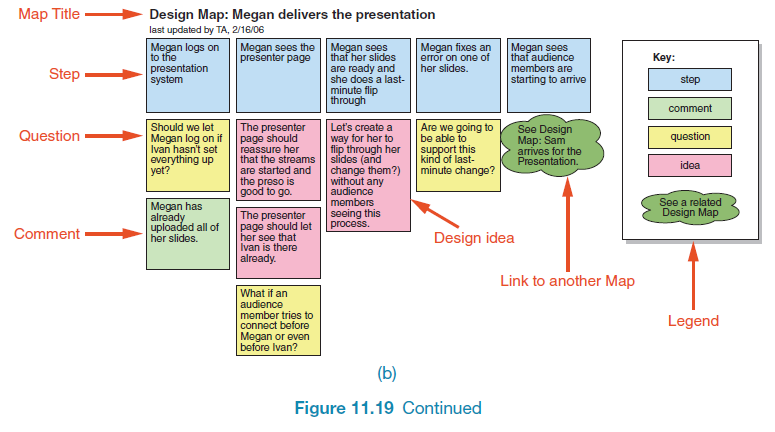 Map Title
Design Map: Megan delivers the presentation
last updated by TA, 2/16/06
Step
Megan logs on
to the
presentation
system
Megan sees the
presenter page
Megan sees
that her slides
are ready and
she does a last-
minute flip
through
Megan fixes an
error on one of
her slides.
Megan sees
that audience
members are
starting to arrive
Question
Should we let
Megan log on if
Ivan hasn't set
everything up
yet?
The presenter
page should
reassure her
that the streams
are started and
the preso is
good to go.
Let's create a
way for her to
flip through her
slides (and
change them?)
without any
audience
members
seeing this
process.
Are we going to
be able to
support this
kind of last-
minute change?
See Design
Map: Sam
arrives for the
Presentation.
Comment
Megan has
already
uploaded all of
her slides.
The presenter
page should let
her see that
Ivan is there
already.
What if an
audience
member tries to
connect before
Megan or even
before Ivan?
Design idea
Link to another Map
Key:
step
comment
question
idea
See a related
Design Map
Legend
(b)
Figure 11.19 Continued